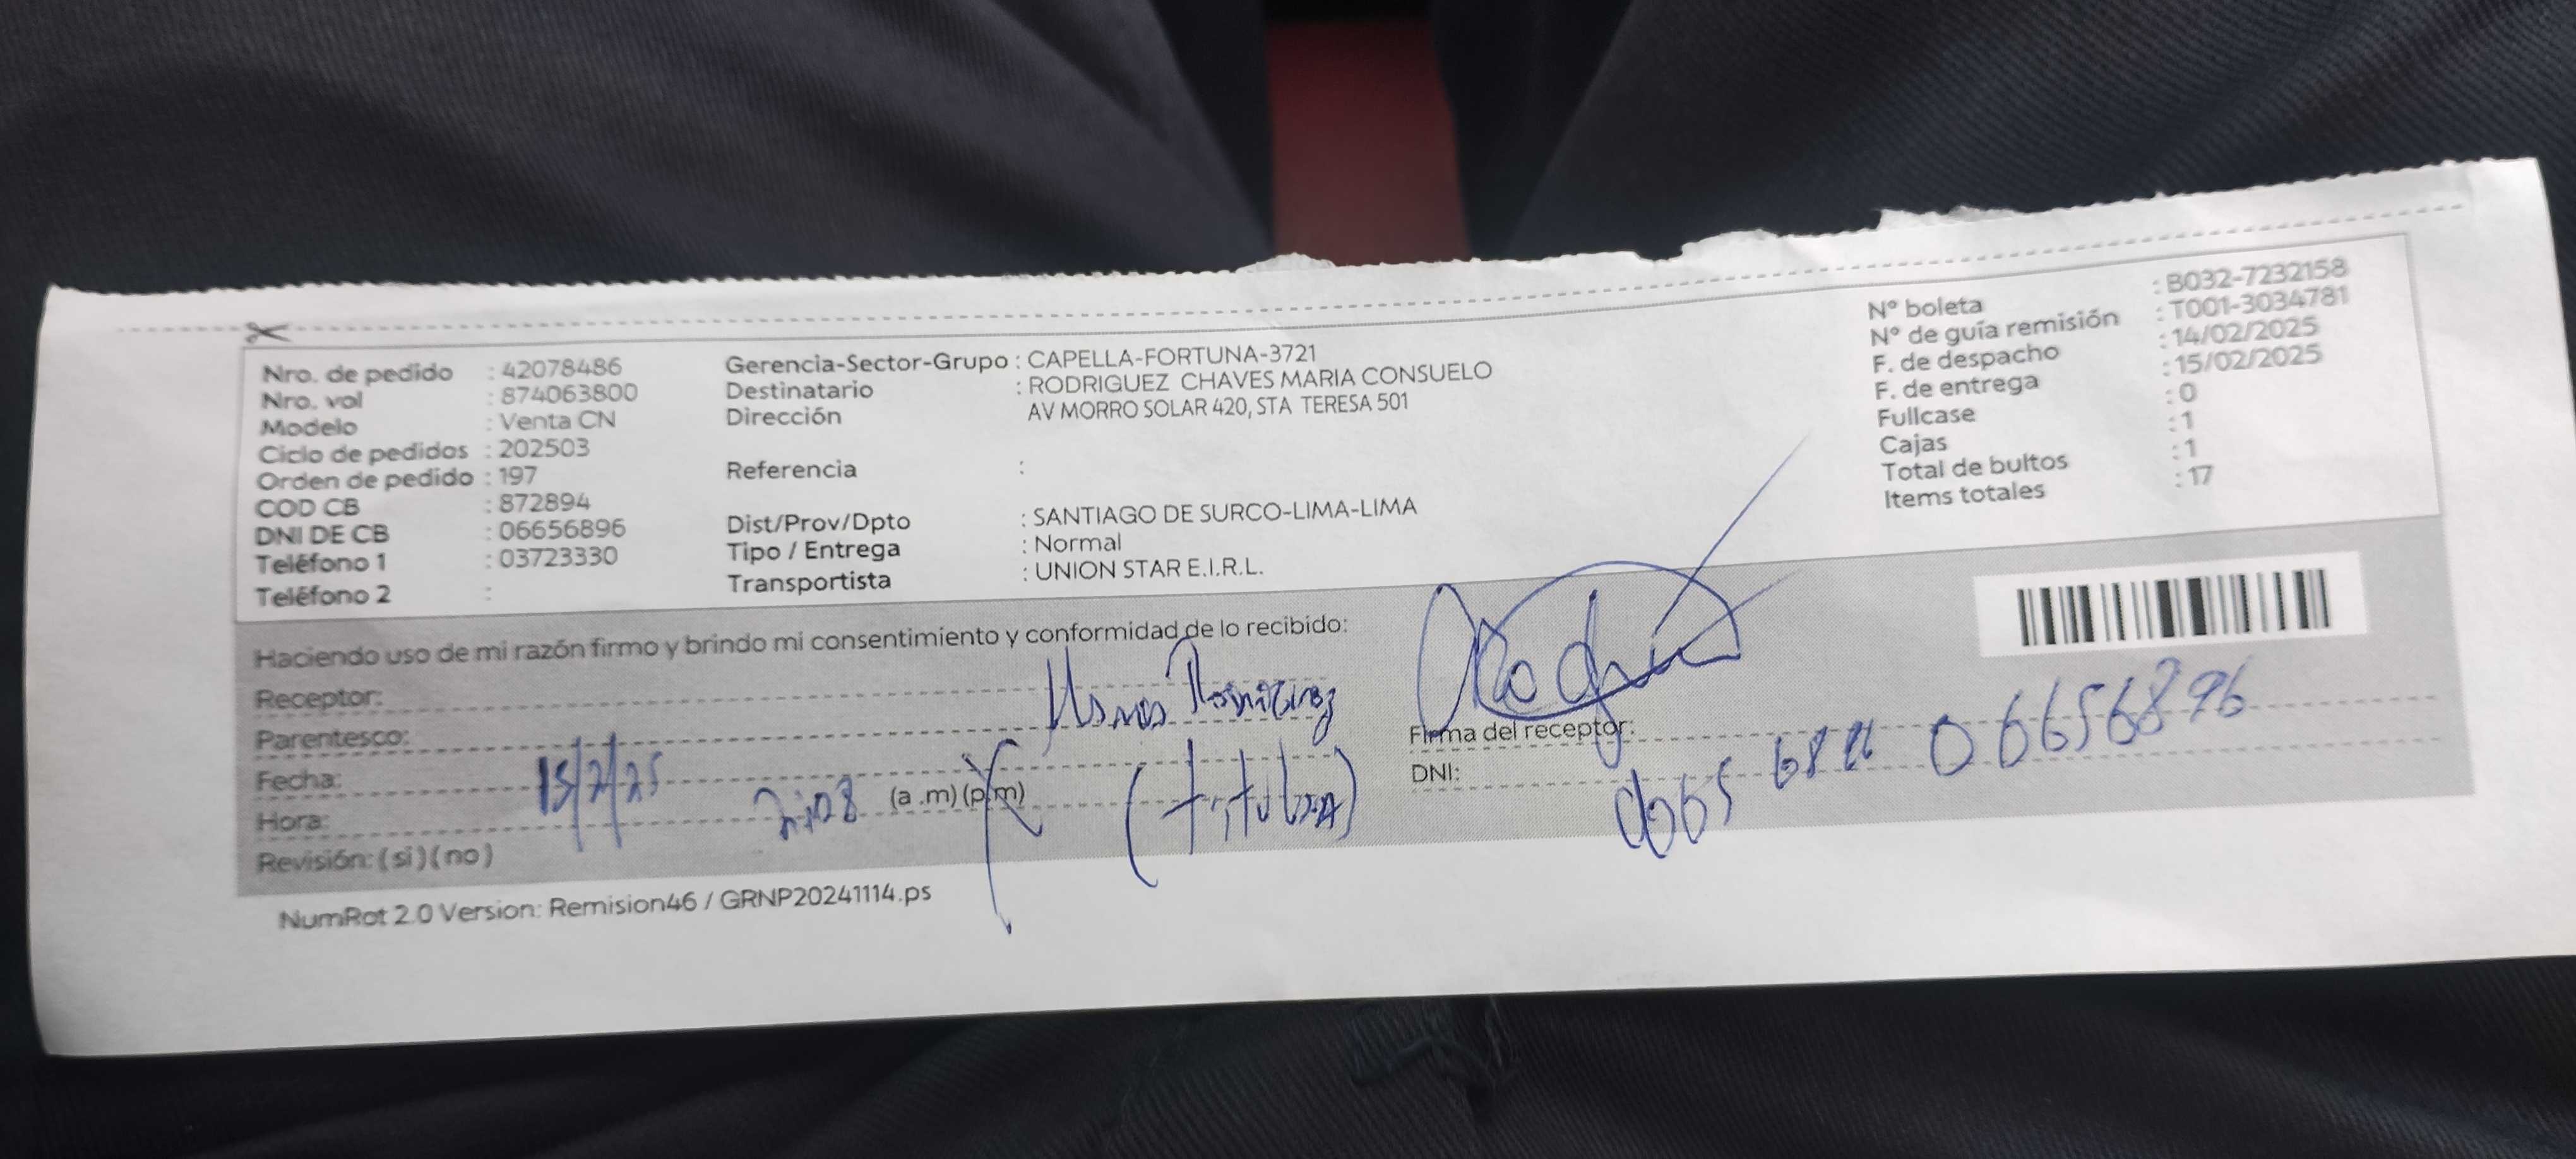 Nro. de pedido : 42078486
Nro. vol : 874063800
Modelo : Venta CN
Ciclo de pedidos : 202503
Orden de pedido : 197
COD CB : 872894
DNI DE CB : 06656896
Teléfono 1 : 03723330
Teléfono 2 :
Gerencia-Sector-Grupo : CAPELLA-FORTUNA-3721
Destinatario : RODRIGUEZ CHAVES MARIA CONSUELO
Dirección AV MORRO SOLAR 420, STA TERESA 501
Referencia :
Dist/Prov/Dpto : SANTIAGO DE SURCO-LIMA-LIMA
Tipo / Entrega : Normal
Transportista : UNION STAR E.I.R.L.
N° boleta : B032-7232158
N° de guía remisión : T001-3034781
F. de despacho : 14/02/2025
F. de entrega : 15/02/2025
Fullcase : 0
Cajas : 1
Total de bultos : 1
Items totales : 17
Haciendo uso de mi razón firmo y brindo mi consentimiento y conformidad de lo recibido:
Receptor:
Parentesco:
Fecha: 15/2/25
Hora: (a .m) (p.m)
Revisión: ( si ) ( no )
Firma del receptor:
DNI: 06656896
NumRot 2.0 Version: Remision46 / GRNP20241114.ps